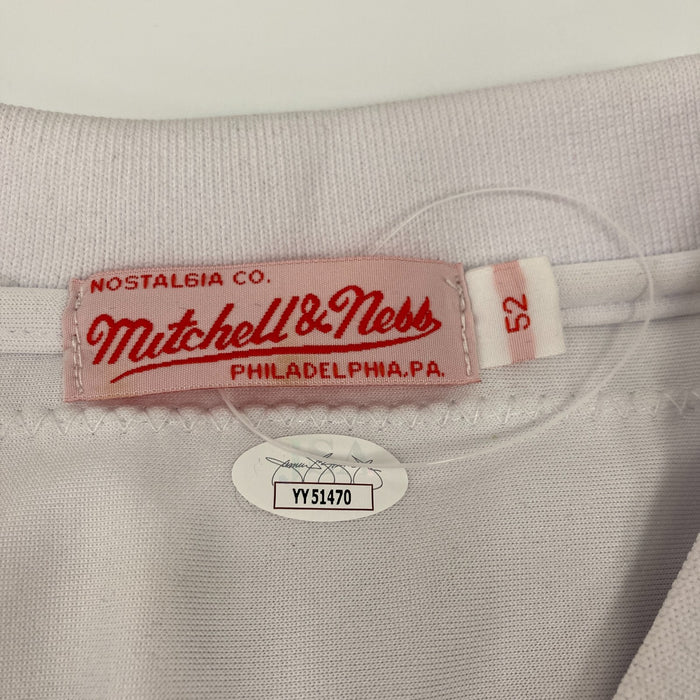 NOSTALGIA CO.
Mitchell & Ness
PHILADELPHIA, PA.
52
YY51470